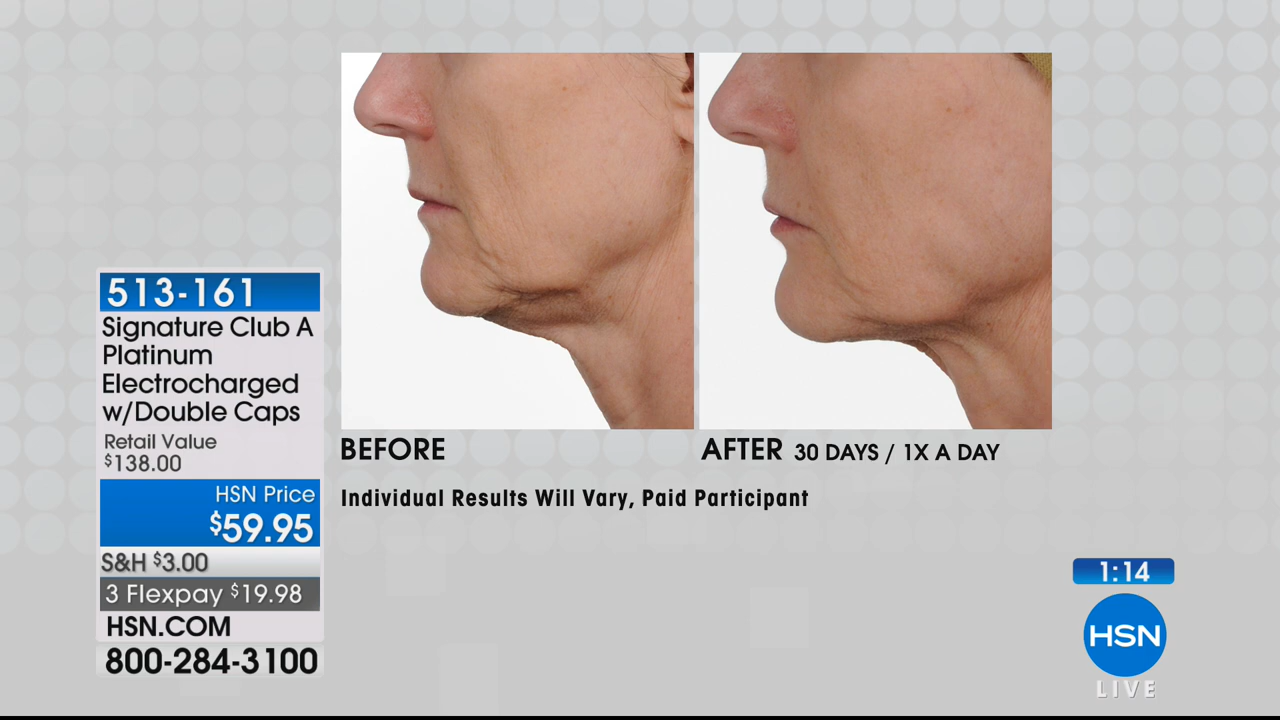 513-161
Signature Club A
Platinum
Electrocharged
w/Double Caps
Retail Value
$138.00
HSN Price
$59.95
S&H $3.00
3 Flexpay $19.98
HSN.COM
800-284-3100
BEFORE
AFTER 30 DAYS / 1X A DAY
Individual Results Will Vary, Paid Participant
1:14
HSN
LIVE